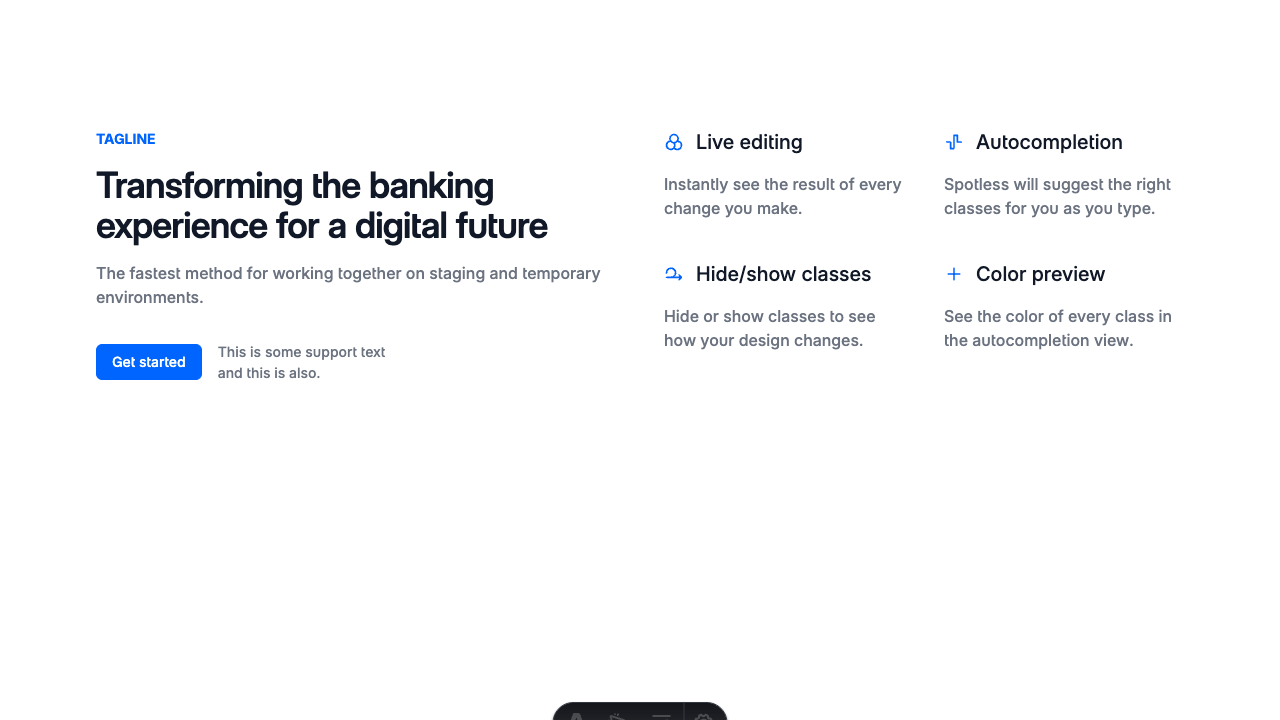 TAGLINE
Transforming the banking
experience for a digital future
The fastest method for working together on staging and temporary
environments.
Get started
This is some support text
and this is also.
Live editing
Instantly see the result of every
change you make.
Autocompletion
Spotless will suggest the right
classes for you as you type.
Hide/show classes
Hide or show classes to see
how your design changes.
Color preview
See the color of every class in
the autocompletion view.